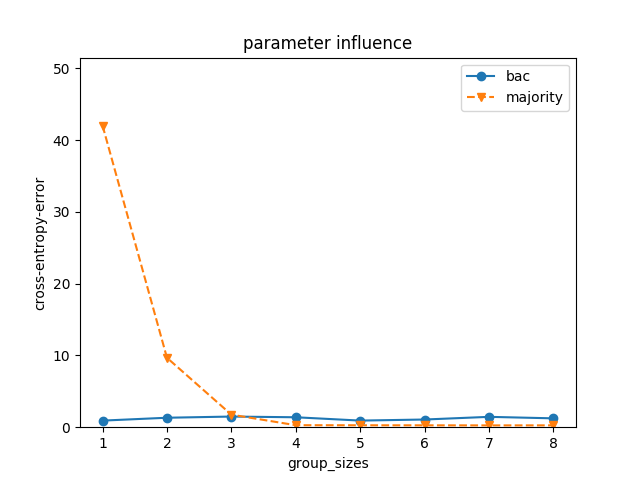 parameter influence
bac
majority
cross-entropy-error
50
40
30
20
10
0
1 2 3 4 5 6 7 8
group_sizes